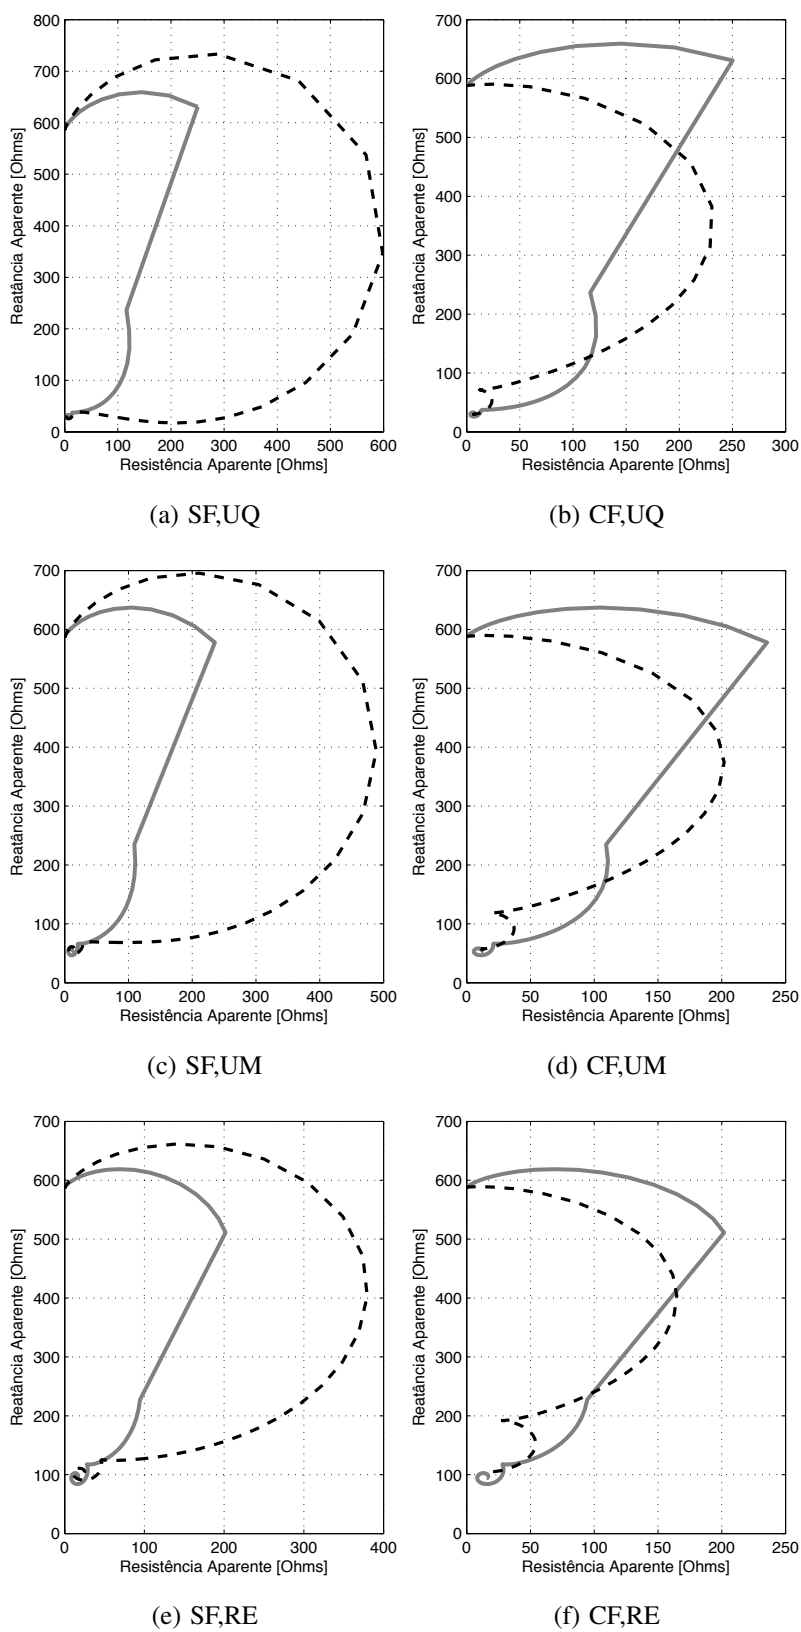 800
700
600
500
400
300
200
100
0
Reatância Aparente [Ohms]
0 100 200 300 400 500 600
Resistência Aparente [Ohms]
(a) SF,UQ
700
600
500
400
300
200
100
0
Reatância Aparente [Ohms]
0 50 100 150 200 250 300
Resistência Aparente [Ohms]
(b) CF,UQ
700
600
500
400
300
200
100
0
Reatância Aparente [Ohms]
0 100 200 300 400 500
Resistência Aparente [Ohms]
(c) SF,UM
700
600
500
400
300
200
100
0
Reatância Aparente [Ohms]
0 50 100 150 200 250
Resistência Aparente [Ohms]
(d) CF,UM
700
600
500
400
300
200
100
0
Reatância Aparente [Ohms]
0 100 200 300 400
Resistência Aparente [Ohms]
(e) SF,RE
700
600
500
400
300
200
100
0
Reatância Aparente [Ohms]
0 50 100 150 200 250
Resistência Aparente [Ohms]
(f) CF,RE